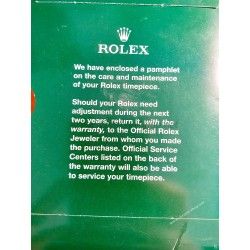 ROLEX
We have enclosed a pamphlet
on the care and maintenance
of your Rolex timepiece.
Should your Rolex need
adjustment during the next
two years, return it, with the
warranty, to the Official Rolex
Jeweler from whom you made
the purchase. Official Service
Centers listed on the back of
the warranty will also be able
to service your timepiece.